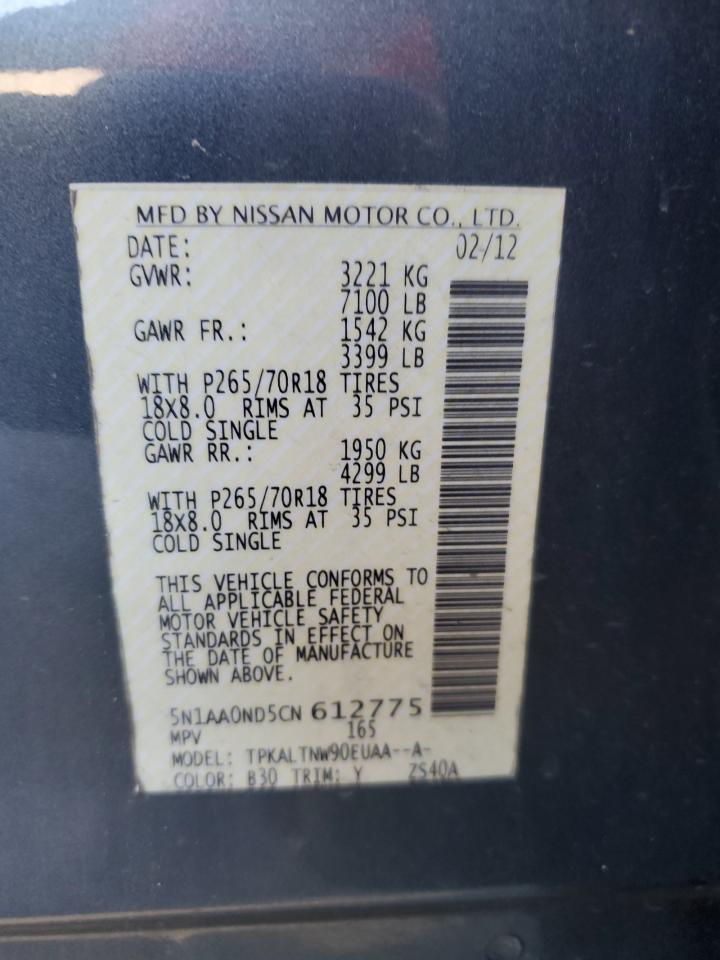 MFD BY NISSAN MOTOR CO., LTD.
DATE: 02/12
GVWR: 3221 KG
7100 LB
GAWR FR.: 1542 KG
3399 LB
WITH P265/70R18 TIRES
18X8.0 RIMS AT 35 PSI
COLD SINGLE
GAWR RR.: 1950 KG
4299 LB
WITH P265/70R18 TIRES
18X8.0 RIMS AT 35 PSI
COLD SINGLE
THIS VEHICLE CONFORMS TO
ALL APPLICABLE FEDERAL
MOTOR VEHICLE SAFETY
STANDARDS IN EFFECT ON
THE DATE OF MANUFACTURE
SHOWN ABOVE.
5N1AA0ND5CN 612775
MPV 165
MODEL: TPKALTNW90EUAA--A-
COLOR: B30 TRIM: Y ZS40A